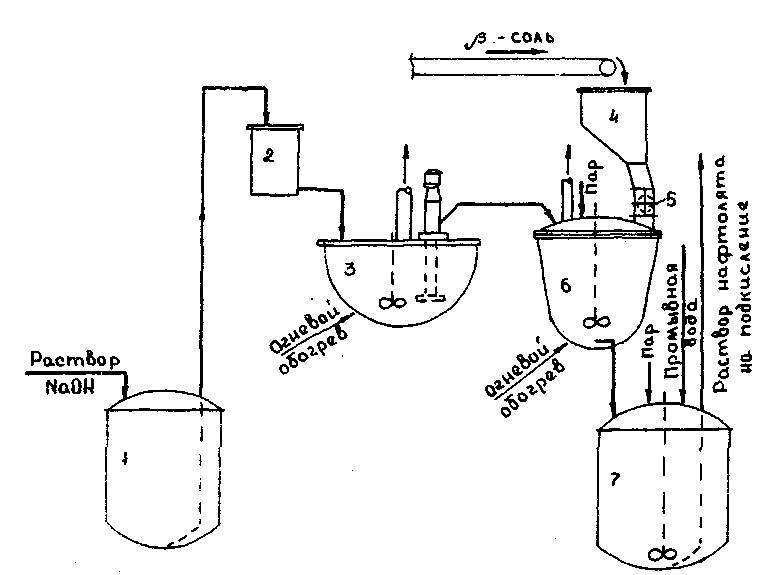 β - соль
4
2
Пар
5
3
6
Огневой
обогрев
Огневой
обогрев
Раствор
NaOH
Пар
Промывная
вода
Раствор нафтолята
на подкисление
1
7